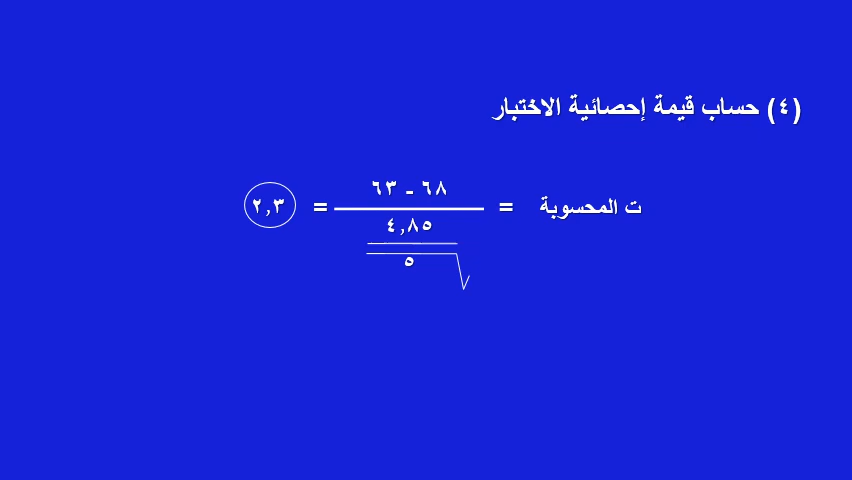 (٤) حساب قيمة إحصائية الاختبار
ت المحسوبة = ٦٨ - ٦٣ = ٢,٣
٤,٨٥
√٥